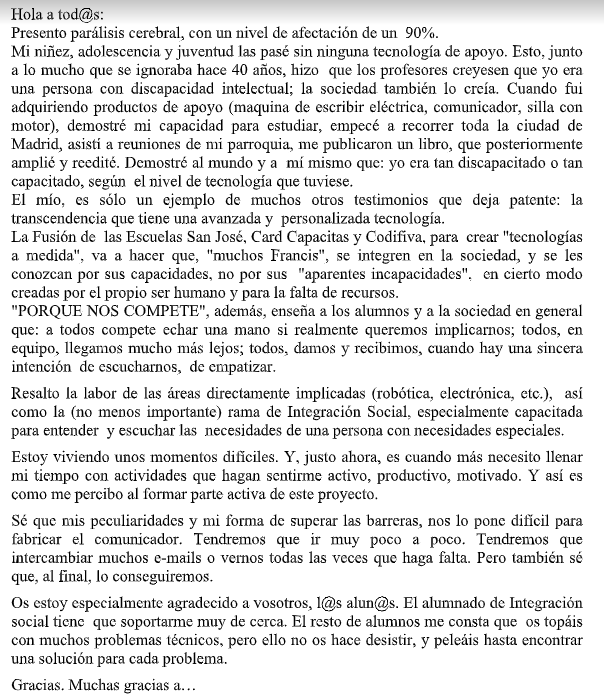 Hola a tod@s:
Presento parálisis cerebral, con un nivel de afectación de un  90%.
Mi niñez, adolescencia y juventud las pasé sin ninguna tecnología de apoyo. Esto, junto
a lo mucho que se ignoraba hace 40 años, hizo  que los profesores creyesen que yo era
una persona con discapacidad intelectual; la sociedad también lo creía. Cuando fui
adquiriendo productos de apoyo (maquina de escribir eléctrica, comunicador, silla con
motor), demostré mi capacidad para estudiar, empecé a recorrer toda la ciudad de
Madrid, asistí a reuniones de mi parroquia, me publicaron un libro, que posteriormente
amplié y reedité. Demostré al mundo y a  mí mismo que: yo era tan discapacitado o tan
capacitado, según  el nivel de tecnología que tuviese.
El mío, es sólo un ejemplo de muchos otros testimonios que deja patente: la
transcendencia que tiene una avanzada y  personalizada tecnología.
La Fusión de  las Escuelas San José, Card Capacitas y Codifiva, para  crear "tecnologías
a medida", va a hacer que, "muchos Francis", se integren en la sociedad, y se les
conozcan por sus capacidades, no por sus  "aparentes incapacidades",  en cierto modo
creadas por el propio ser humano y para la falta de recursos.
"PORQUE NOS COMPETE", además, enseña a los alumnos y a la sociedad en general
que: a todos compete echar una mano si realmente queremos implicarnos; todos, en
equipo, llegamos mucho más lejos; todos, damos y recibimos, cuando hay una sincera
intención  de escucharnos,  de empatizar.
Resalto la labor de las áreas directamente implicadas (robótica, electrónica, etc.),  así
como la (no menos importante) rama de Integración Social, especialmente capacitada
para entender  y escuchar las  necesidades de una persona con necesidades especiales.
Estoy viviendo unos momentos difíciles. Y, justo ahora, es cuando más necesito llenar
mi tiempo con actividades que hagan sentirme activo, productivo, motivado. Y así es
como me percibo al formar parte activa de este proyecto.
Sé que mis peculiaridades y mi forma de superar las barreras, nos lo pone difícil para
fabricar el comunicador. Tendremos que ir muy poco a poco. Tendremos que
intercambiar muchos e-mails o vernos todas las veces que haga falta. Pero también sé
que, al final, lo conseguiremos.
Os estoy especialmente agradecido a vosotros, l@s alun@s. El alumnado de Integración
social tiene  que soportarme muy de cerca. El resto de alumnos me consta que  os topáis
con muchos problemas técnicos, pero ello no os hace desistir, y peleáis hasta encontrar
una solución para cada problema.
Gracias. Muchas gracias a…